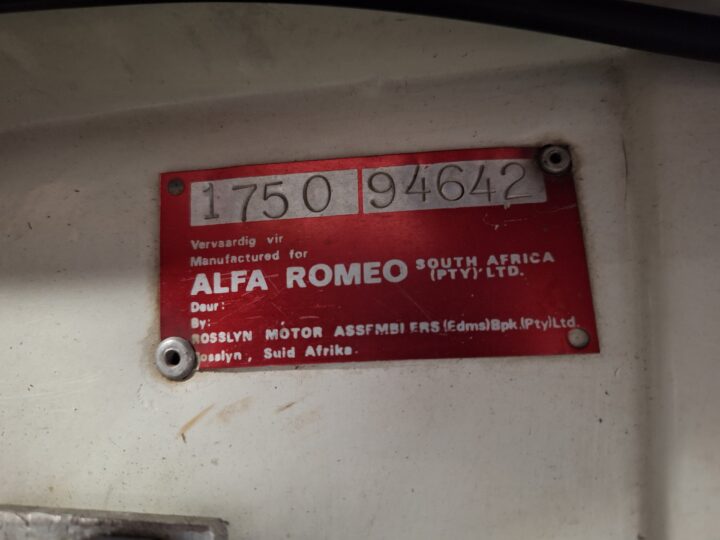 1750 94642
Vervaardig vir
Manufactured for
ALFA ROMEO SOUTH AFRICA (PTY) LTD.
Deur:
By:
ROSSLYN MOTOR ASSEMBLERS (Edms)Bpk.(Pty)Ltd.
Rosslyn, Suid Afrika.